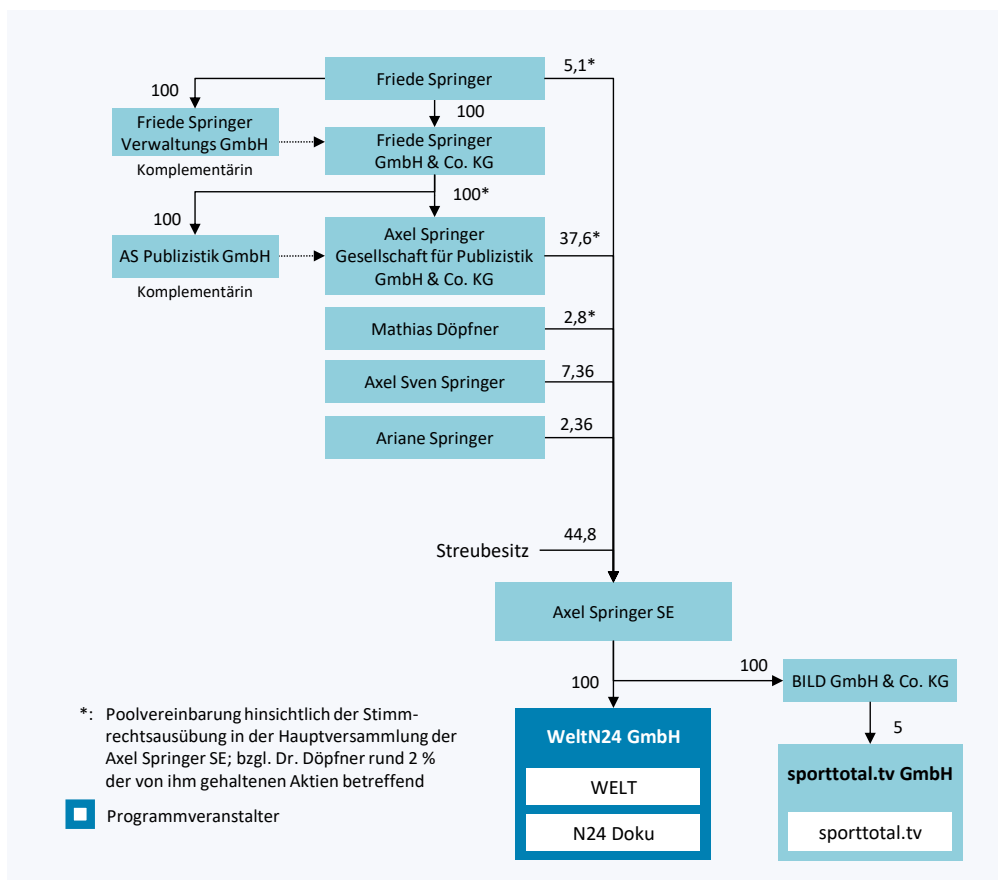 Friede Springer
5,1*
100
100
Friede Springer
Verwaltungs GmbH
Komplementärin
Friede Springer
GmbH & Co. KG
100*
100
AS Publizistik GmbH
Komplementärin
Axel Springer
Gesellschaft für Publizistik
GmbH & Co. KG
37,6*
Mathias Döpfner
2,8*
Axel Sven Springer
7,36
Ariane Springer
2,36
Streubesitz
44,8
Axel Springer SE
100
100
BILD GmbH & Co. KG
5
WeltN24 GmbH
WELT
N24 Doku
sporttotal.tv GmbH
sporttotal.tv
*: Poolvereinbarung hinsichtlich der Stimm-
rechtsausübung in der Hauptversammlung der
Axel Springer SE; bzgl. Dr. Döpfner rund 2 %
der von ihm gehaltenen Aktien betreffend
Programmveranstalter